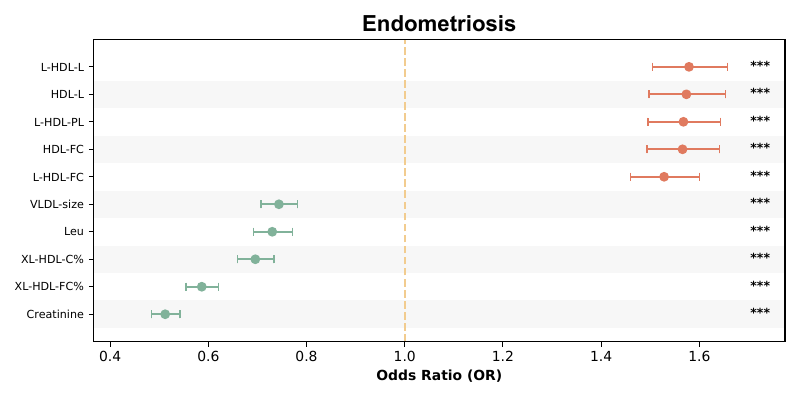 Endometriosis
L-HDL-L ***
HDL-L ***
L-HDL-PL ***
HDL-FC ***
L-HDL-FC ***
VLDL-size ***
Leu ***
XL-HDL-C% ***
XL-HDL-FC% ***
Creatinine ***
0.4 0.6 0.8 1.0 1.2 1.4 1.6
Odds Ratio (OR)